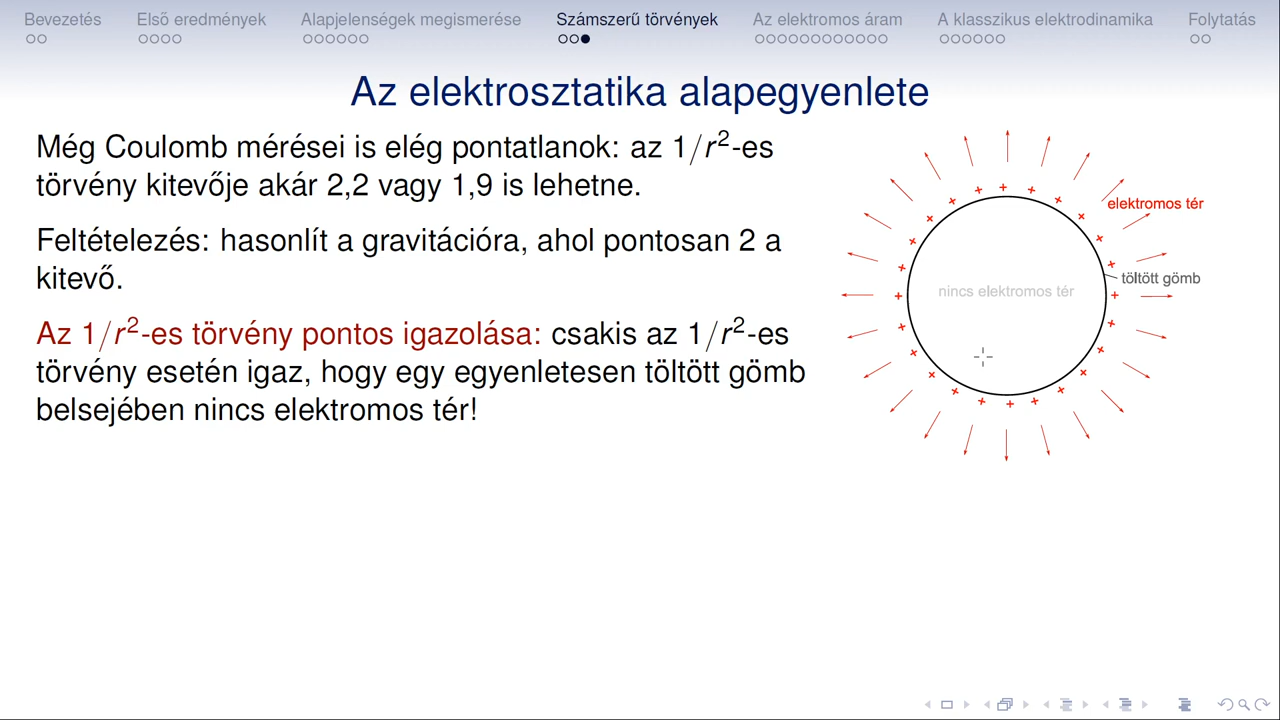 Bevezetés Első eredmények Alapjelenségek megismerése Számszerű törvények Az elektromos áram A klasszikus elektrodinamika Folytatás
Az elektrosztatika alapegyenlete
Még Coulomb mérései is elég pontatlanok: az 1/r²-es
törvény kitevője akár 2,2 vagy 1,9 is lehetne.
Feltételezés: hasonlít a gravitációra, ahol pontosan 2 a
kitevő.
Az 1/r²-es törvény pontos igazolása: csakis az 1/r²-es
törvény esetén igaz, hogy egy egyenletesen töltött gömb
belsejében nincs elektromos tér!
elektromos tér
töltött gömb
nincs elektromos tér